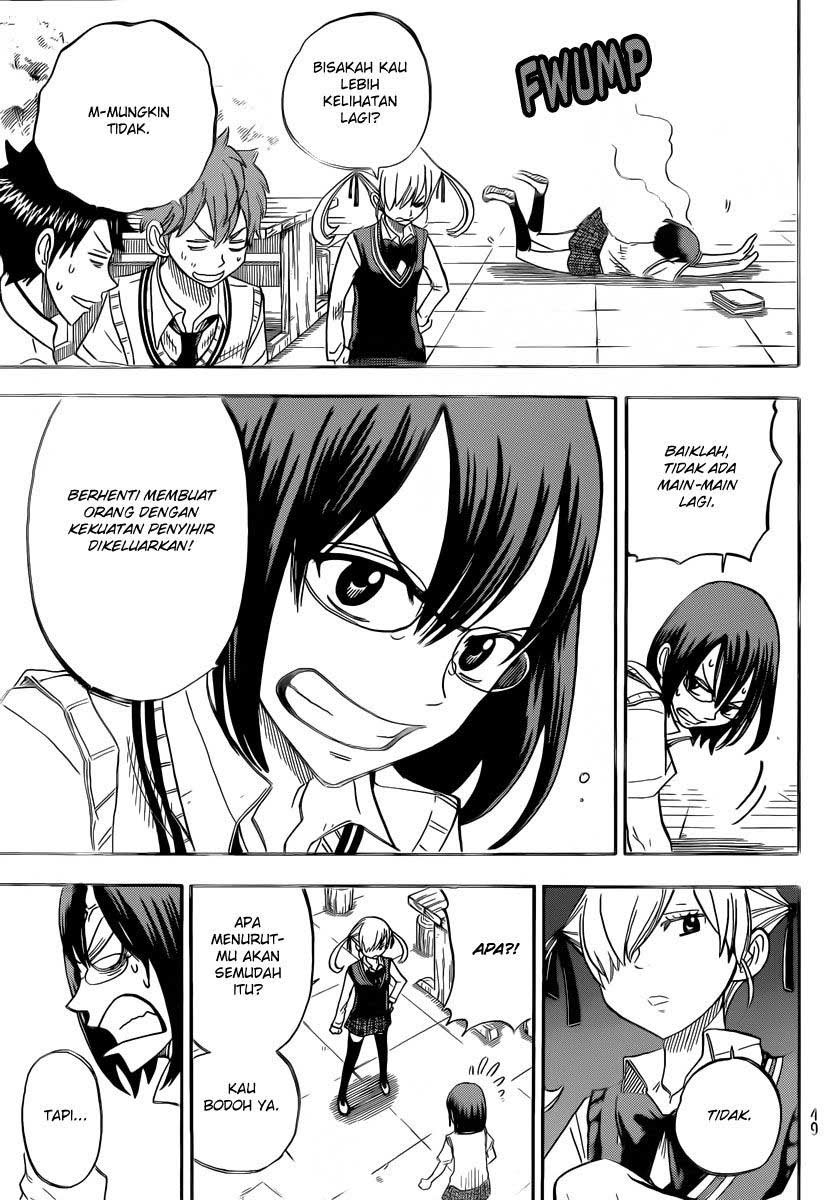 FWUMP
BISAKAH KAU
LEBIH
KELIHATAN
LAGI?
M-MUNGKIN
TIDAK.
BAIKLAH,
TIDAK ADA
MAIN-MAIN
LAGI.
BERHENTI MEMBUAT
ORANG DENGAN
KEKUATAN PENYIHIR
DIKELUARKAN!
TIDAK.
APA?!
APA
MENURUT-
MU AKAN
SEMUDAH
ITU?
KAU
BODOH YA.
TAPI...
49